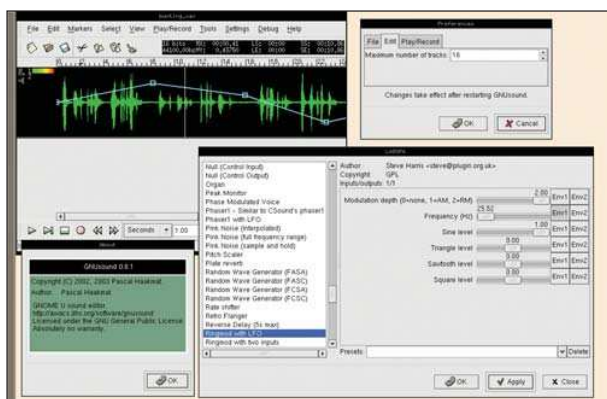 barking.wav
File Edit Markers Select View Play/Record Tools Settings Debug Help
Seconds 1.00
Preferences
File Edit Play/Record
Maximum number of tracks: 16
Changes take effect after restarting GNUsound.
OK Cancel
About
GNUsound 0.6.1
Copyright (C) 2002, 2003 Pascal Haakmat
Author: Pascal Haakmat
GNOME U sound editor.
Licensed under the GNU General Public License.
Absolutely no warranty.
OK
LADSPA
Null (Control Input)
Null (Control Output)
Organ
Peak Monitor
Phase Modulated Voice
Phaser1 - Similar to CSound's phaser1
Phaser1 with LFO
Pink Noise (Interpolated)
Pink Noise (full frequency range)
Pink Noise (sample and hold)
Pitch Scaler
Plate reverb
Random Wave Generator (FASA)
Random Wave Generator (FASC)
Random Wave Generator (FCSA)
Random Wave Generator (FCSC)
Rate shifter
Retro Flanger
Reverse Delay (5s max)
Ringmod with LFO
Ringmod with two inputs
Author Steve Harris <steve@plugin.org.uk>
Copyright GPL
Inputs/outputs 1/1
2.00
Modulation depth (0=none, 1=AM, 2=RM) Env1 Env2
25.52
Frequency (Hz) Env1 Env2
1.00
Sine level Env1 Env2
0.00
Triangle level Env1 Env2
0.00
Sawtooth level Env1 Env2
0.00
Square level Env1 Env2
Presets: Delete
OK Apply Close